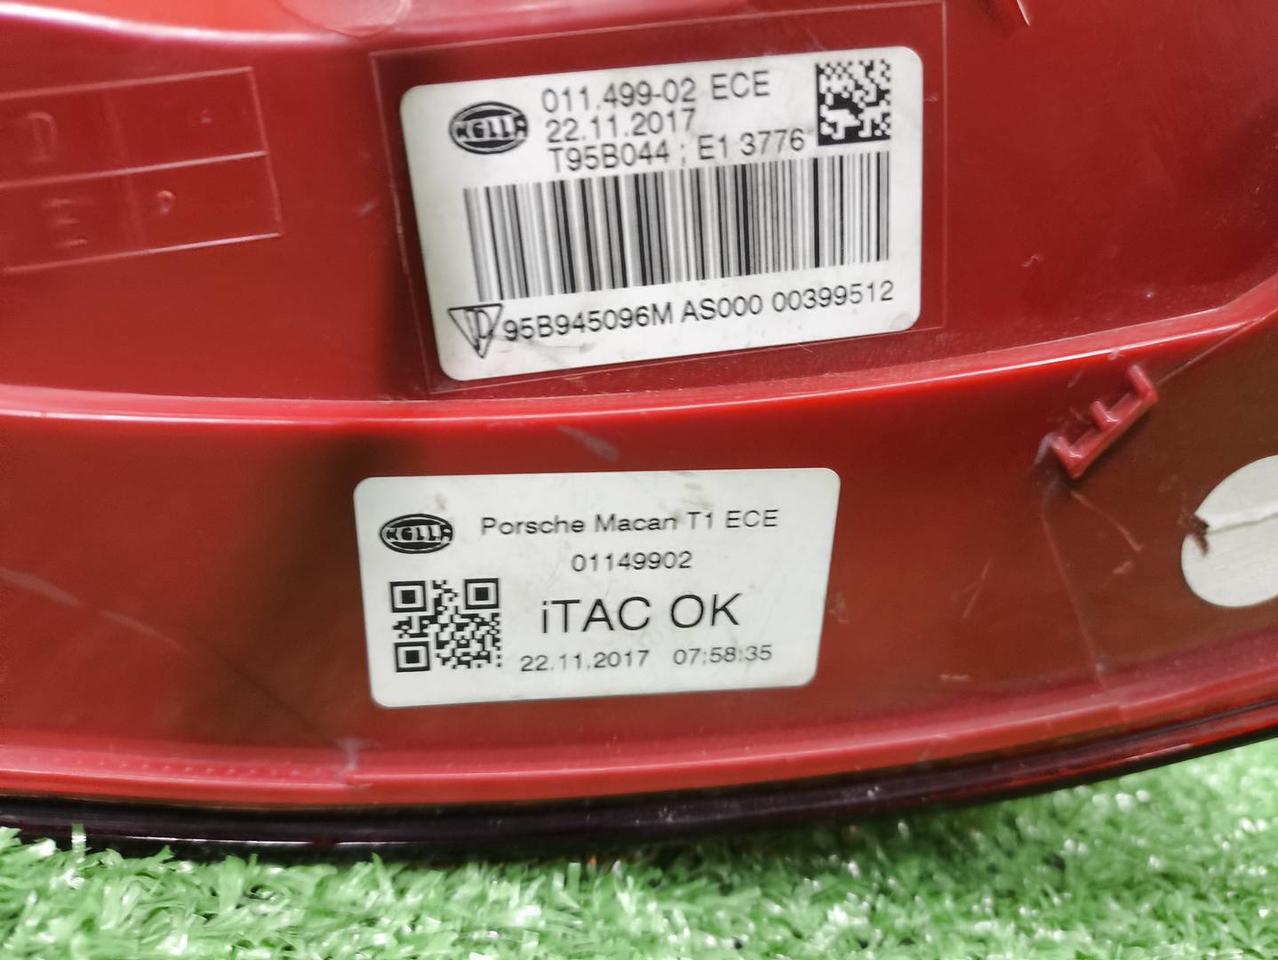 HELLA
011.499-02 ECE
22.11.2017
T95B044 ; E1 3776
95B945096M AS000 00399512
HELLA
Porsche Macan T1 ECE
01149902
iTAC OK
22.11.2017 07:58:35
D